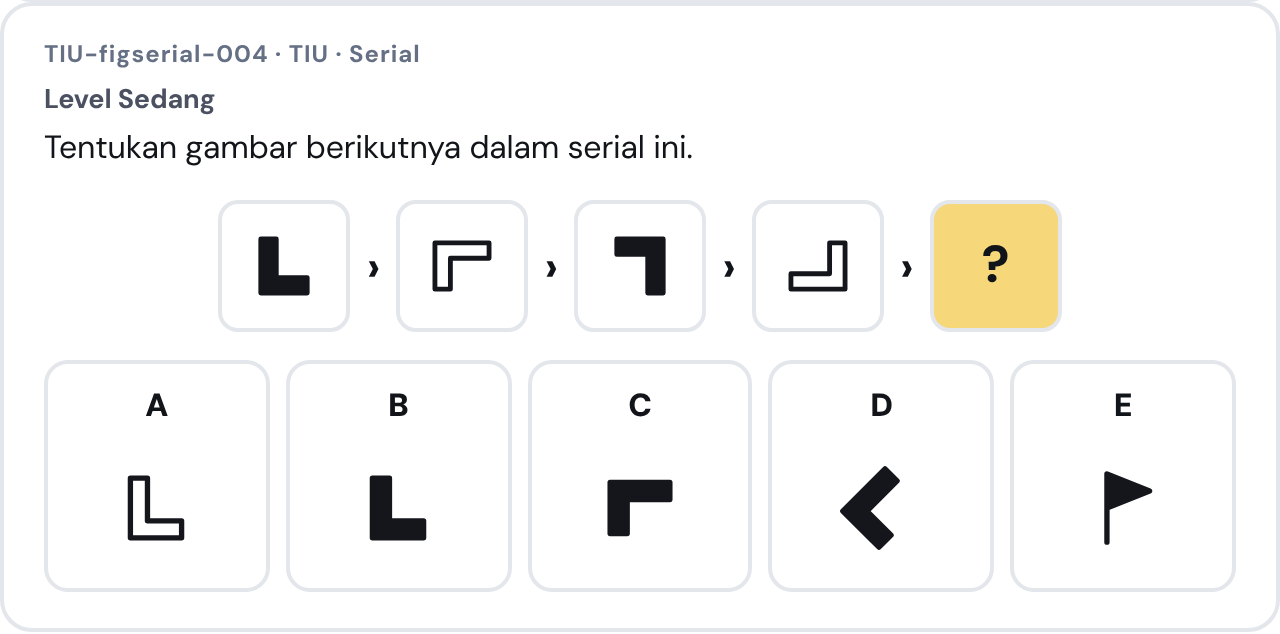 TIU-figserial-004 · TIU · Serial
Level Sedang
Tentukan gambar berikutnya dalam serial ini.
› › › › ?
A B C D E